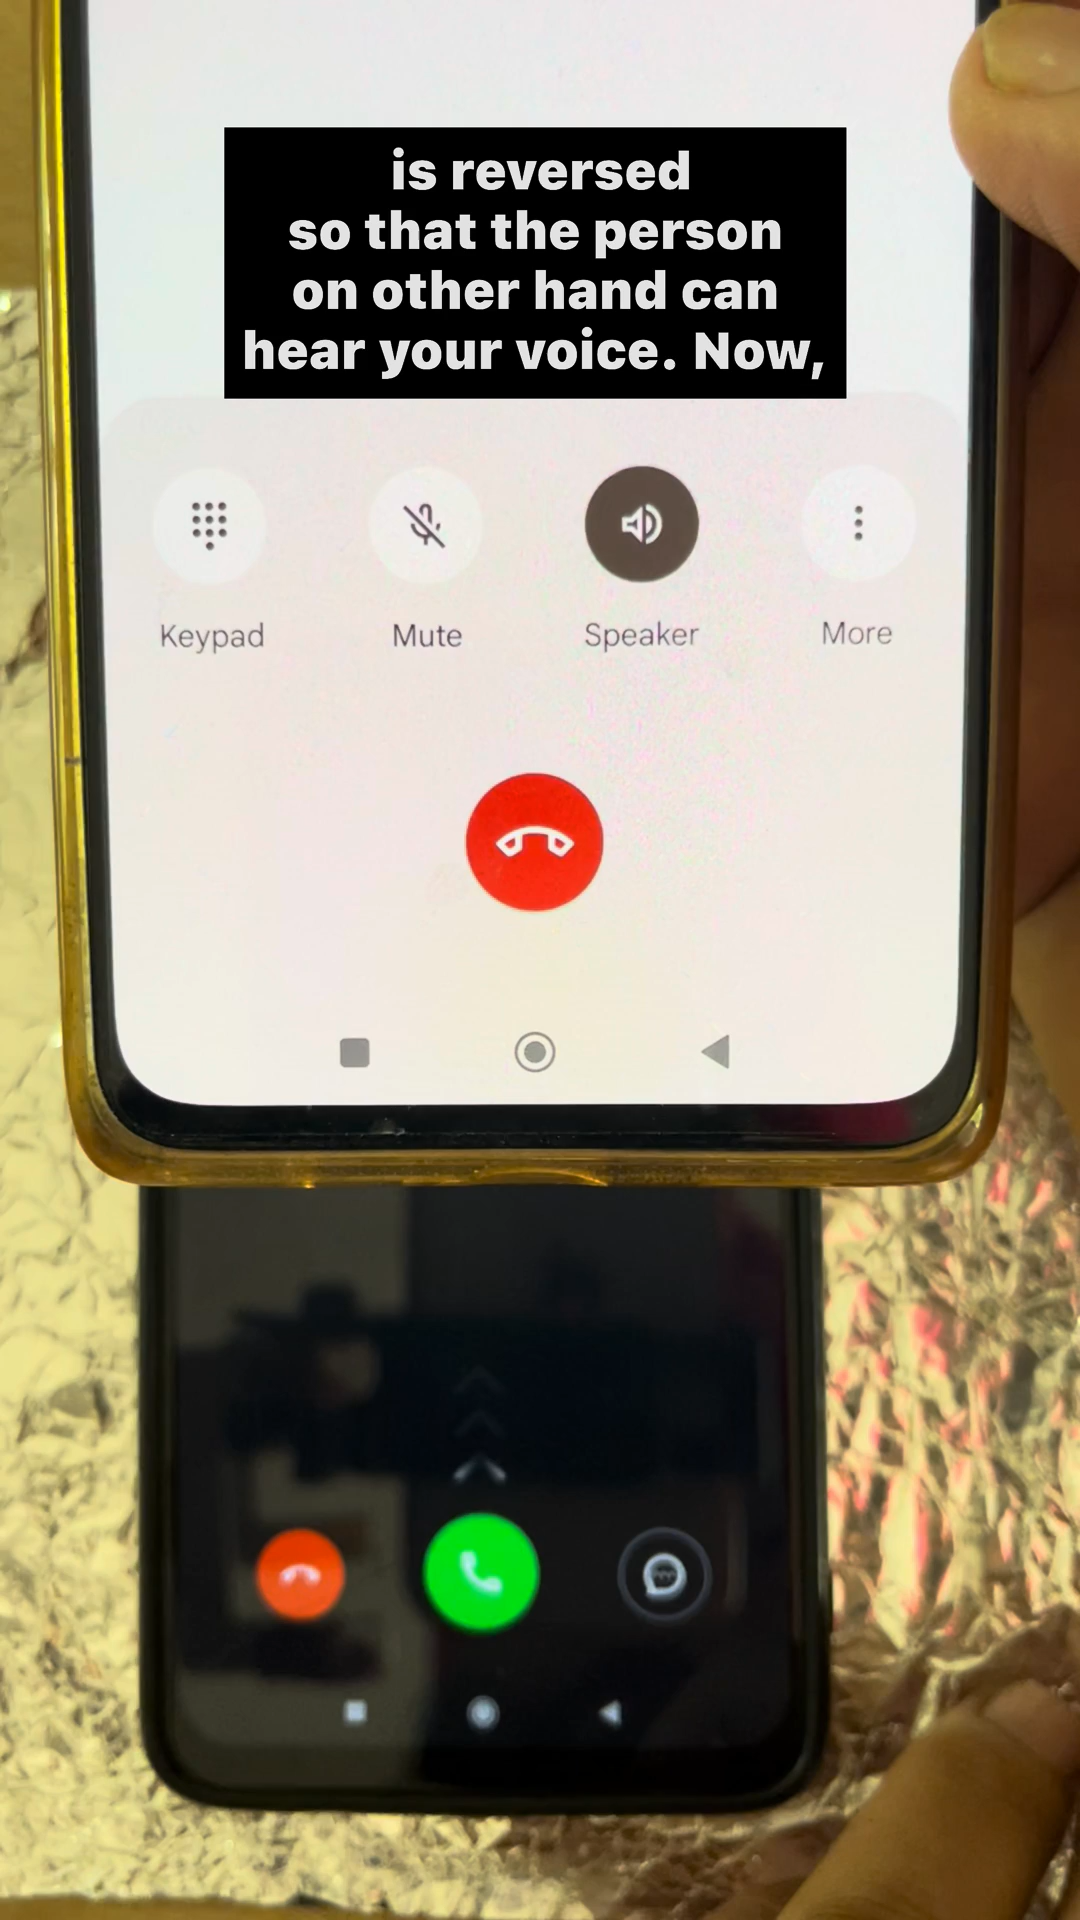 is reversed
so that the person
on other hand can
hear your voice. Now,
Keypad
Mute
Speaker
More